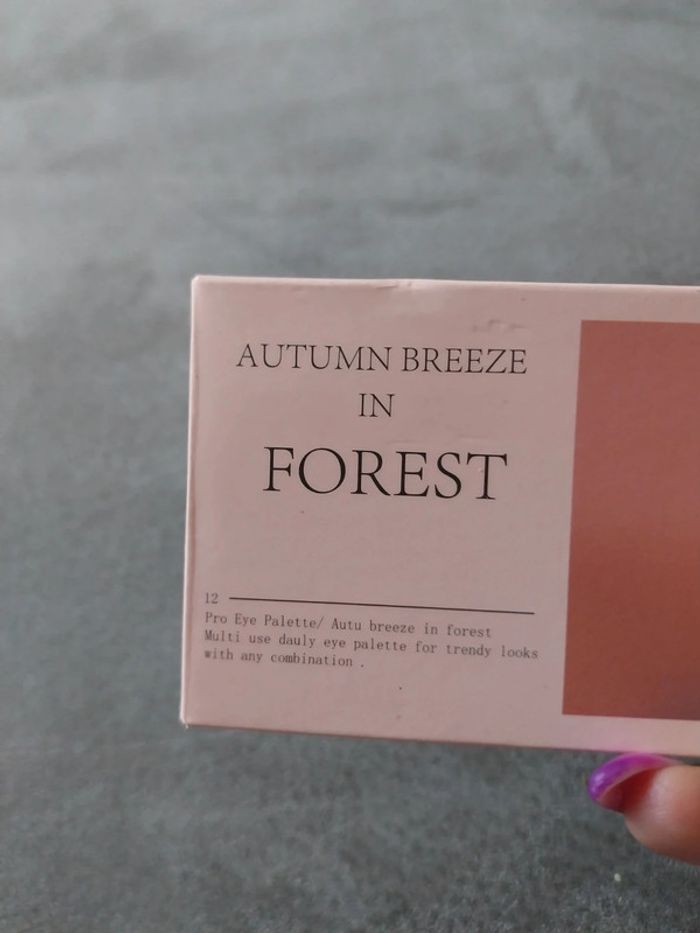 AUTUMN BREEZE
IN
FOREST
12
Pro Eye Palette/ Autu breeze in forest
Multi use dauly eye palette for trendy looks
with any combination .